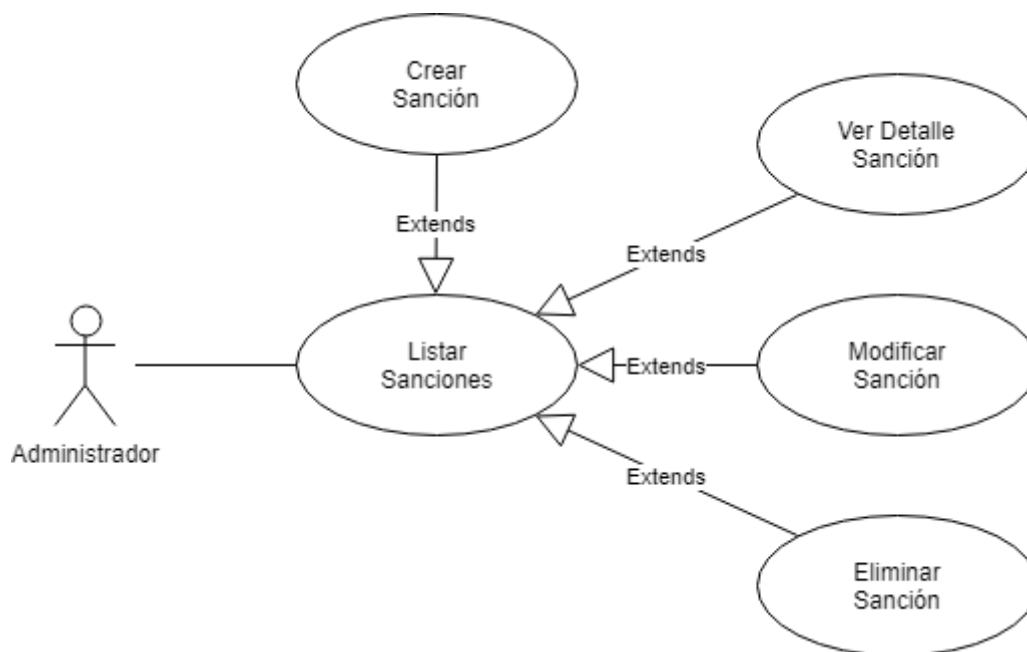 Crear
Sanción
Ver Detalle
Sanción
Extends
Extends
Listar
Sanciones
Extends
Modificar
Sanción
Administrador
Extends
Eliminar
Sanción